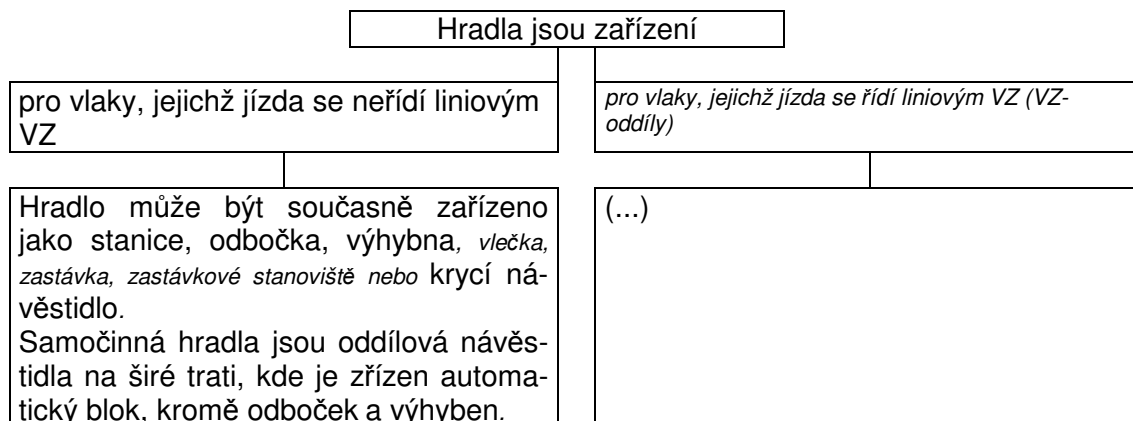 Hradla jsou zařízení
pro vlaky, jejichž jízda se neřídí liniovým
VZ
pro vlaky, jejichž jízda se řídí liniovým VZ (VZ-
oddíly)
Hradlo může být současně zařízeno
jako stanice, odbočka, výhybna, vlečka,
zastávka, zastávkové stanoviště nebo krycí ná-
věstidlo.
Samočinná hradla jsou oddílová návěs-
tidla na širé trati, kde je zřízen automa-
tický blok, kromě odboček a výhyben.
(...)